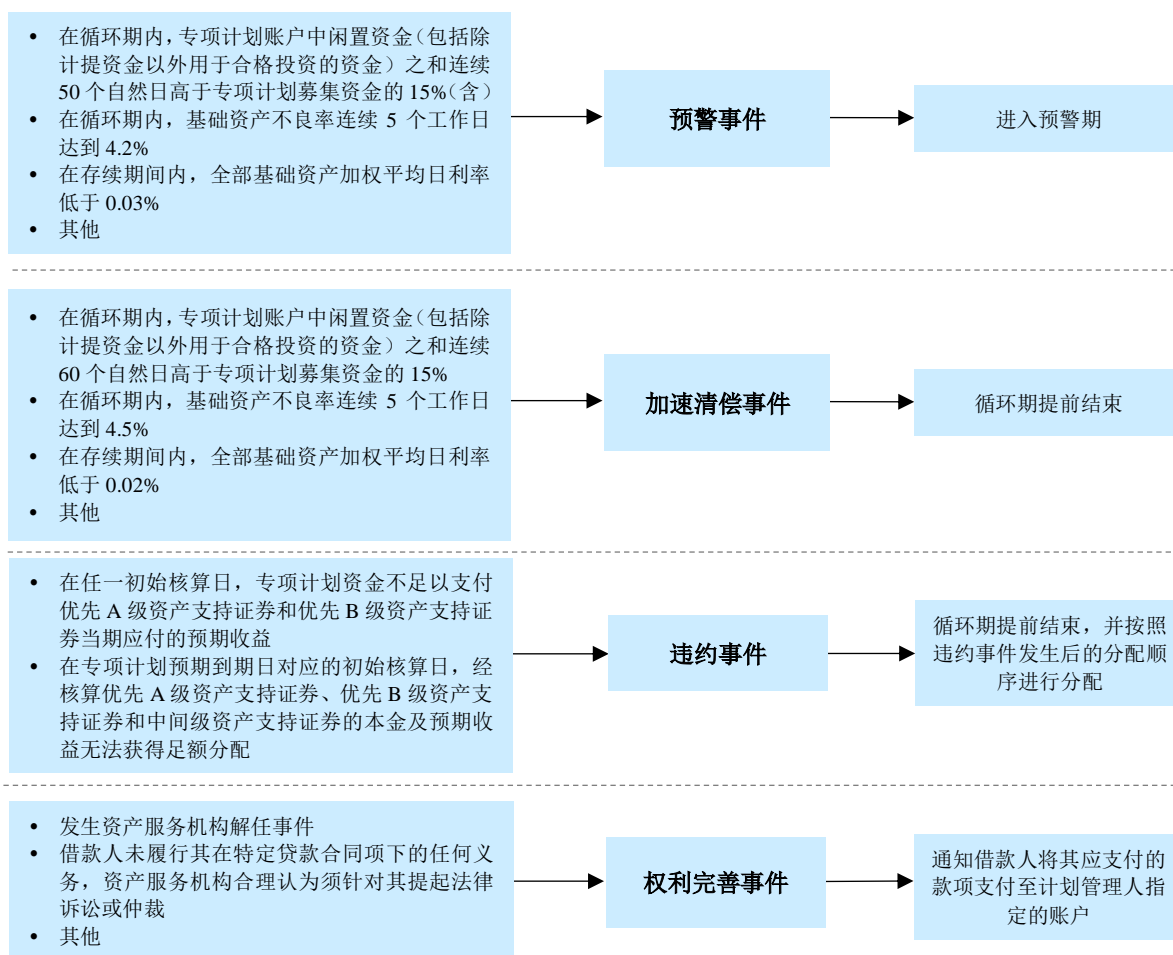 • 在循环期内，专项计划账户中闲置资金（包括除
计提资金以外用于合格投资的资金）之和连续
50 个自然日高于专项计划募集资金的 15%（含）
• 在循环期内，基础资产不良率连续 5 个工作日
达到 4.2%
• 在存续期间内，全部基础资产加权平均日利率
低于 0.03%
• 其他
预警事件
进入预警期
• 在循环期内，专项计划账户中闲置资金（包括除
计提资金以外用于合格投资的资金）之和连续
60 个自然日高于专项计划募集资金的 15%
• 在循环期内，基础资产不良率连续 5 个工作日
达到 4.5%
• 在存续期间内，全部基础资产加权平均日利率
低于 0.02%
• 其他
加速清偿事件
循环期提前结束
• 在任一初始核算日，专项计划资金不足以支付
优先 A 级资产支持证券和优先 B 级资产支持证
券当期应付的预期收益
• 在专项计划预期到期日对应的初始核算日，经
核算优先 A 级资产支持证券、优先 B 级资产支
持证券和中间级资产支持证券的本金及预期收
益无法获得足额分配
违约事件
循环期提前结束，并按照
违约事件发生后的分配顺
序进行分配
• 发生资产服务机构解任事件
• 借款人未履行其在特定贷款合同项下的任何义
务，资产服务机构合理认为须针对其提起法律
诉讼或仲裁
• 其他
权利完善事件
通知借款人将其应支付的
款项支付至计划管理人指
定的账户